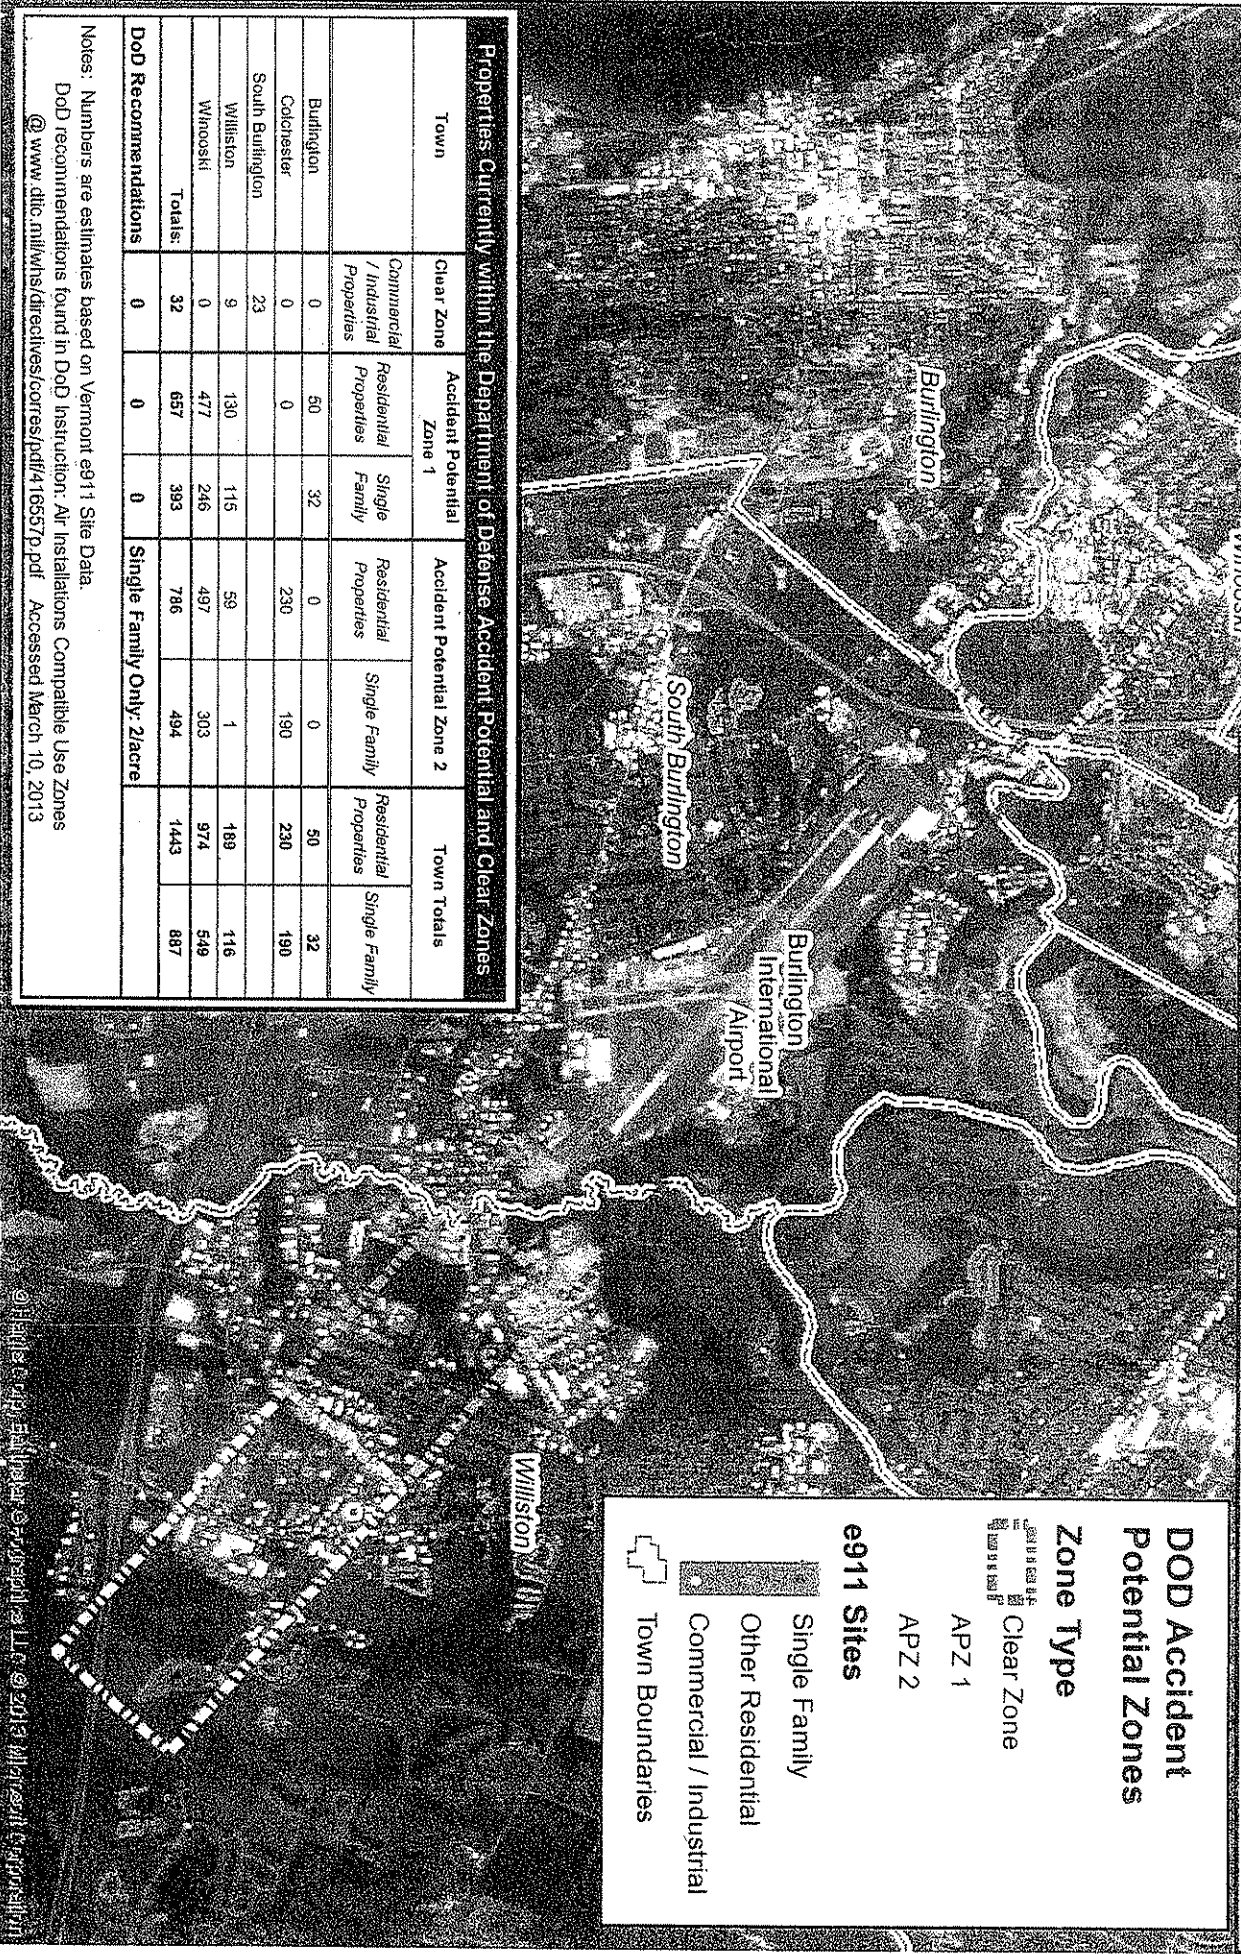 Winooski
Burlington
South Burlington
Burlington
International
Airport
Williston
DOD Accident
Potential Zones
Zone Type
Clear Zone
APZ 1
APZ 2
e911 Sites
Single Family
Other Residential
Commercial / Industrial
Town Boundaries
Properties Currently within the Department of Defense Accident Potential and Clear Zones
Town Clear Zone Accident Potential Zone 1 Accident Potential Zone 2 Town Totals
Commercial / Industrial Properties Residential Properties Single Family Residential Properties Single Family Residential Properties Single Family
Burlington 0 50 32 0 0 50 32
Colchester 0 0 230 190 230 190
South Burlington 23
Williston 9 130 115 59 1 189 116
Winooski 0 477 246 497 303 974 549
Totals: 32 657 393 786 494 1443 887
DoD Recommendations 0 0 0 Single Family Only: 2/acre
Notes: Numbers are estimates based on Vermont e911 Site Data.
DoD recommendations found in DoD Instruction: Air Installations Compatible Use Zones
@ www.dtic.mil/whs/directives/corres/pdf/416557p.pdf Accessed March 10, 2013